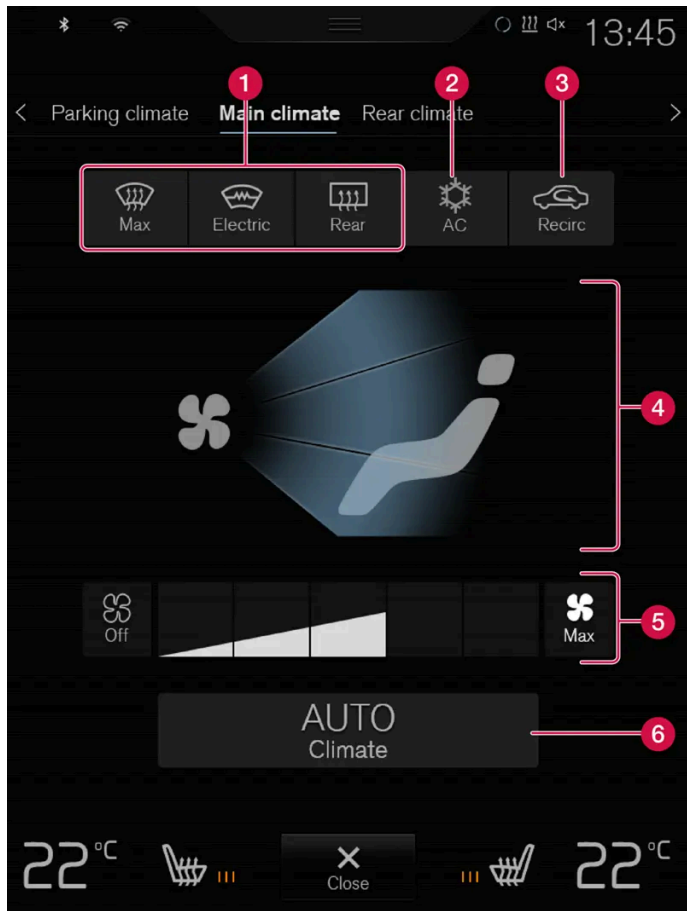 13:45
1 2 3
Parking climate Main climate Rear climate
Max Electric Rear AC Recirc
4
Off Max 5
AUTO 6
Climate
22°C 22°C
Close